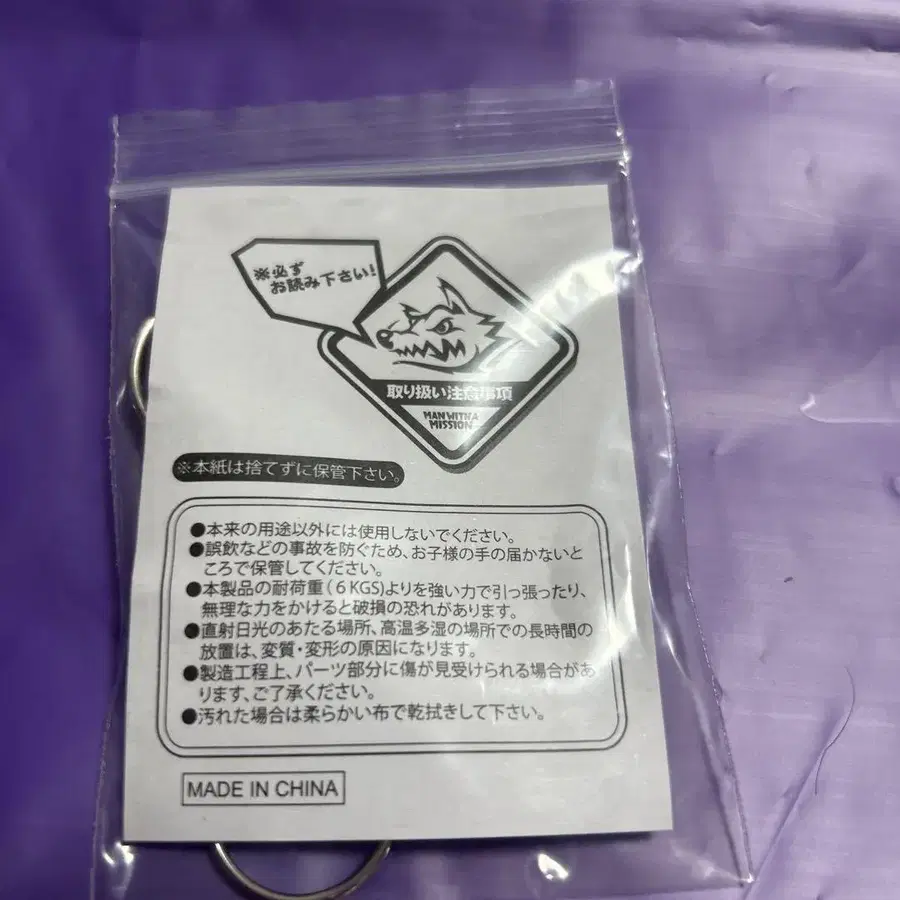 ※必ず
お読み下さい!
取り扱い注意事項
MAN WITH A
MISSION
※本紙は捨てずに保管下さい。
●本来の用途以外には使用しないでください。
●誤飲などの事故を防ぐため、お子様の手の届かないと
ころで保管してください。
●本製品の耐荷重(6KGS)よりを強い力で引っ張ったり、
無理な力をかけると破損の恐れがあります。
●直射日光のあたる場所、高温多湿の場所での長時間の
放置は、変質・変形の原因になります。
●製造工程上、パーツ部分に傷が見受けられる場合があ
ります、ご了承ください。
●汚れた場合は柔らかい布で乾拭きして下さい。
MADE IN CHINA